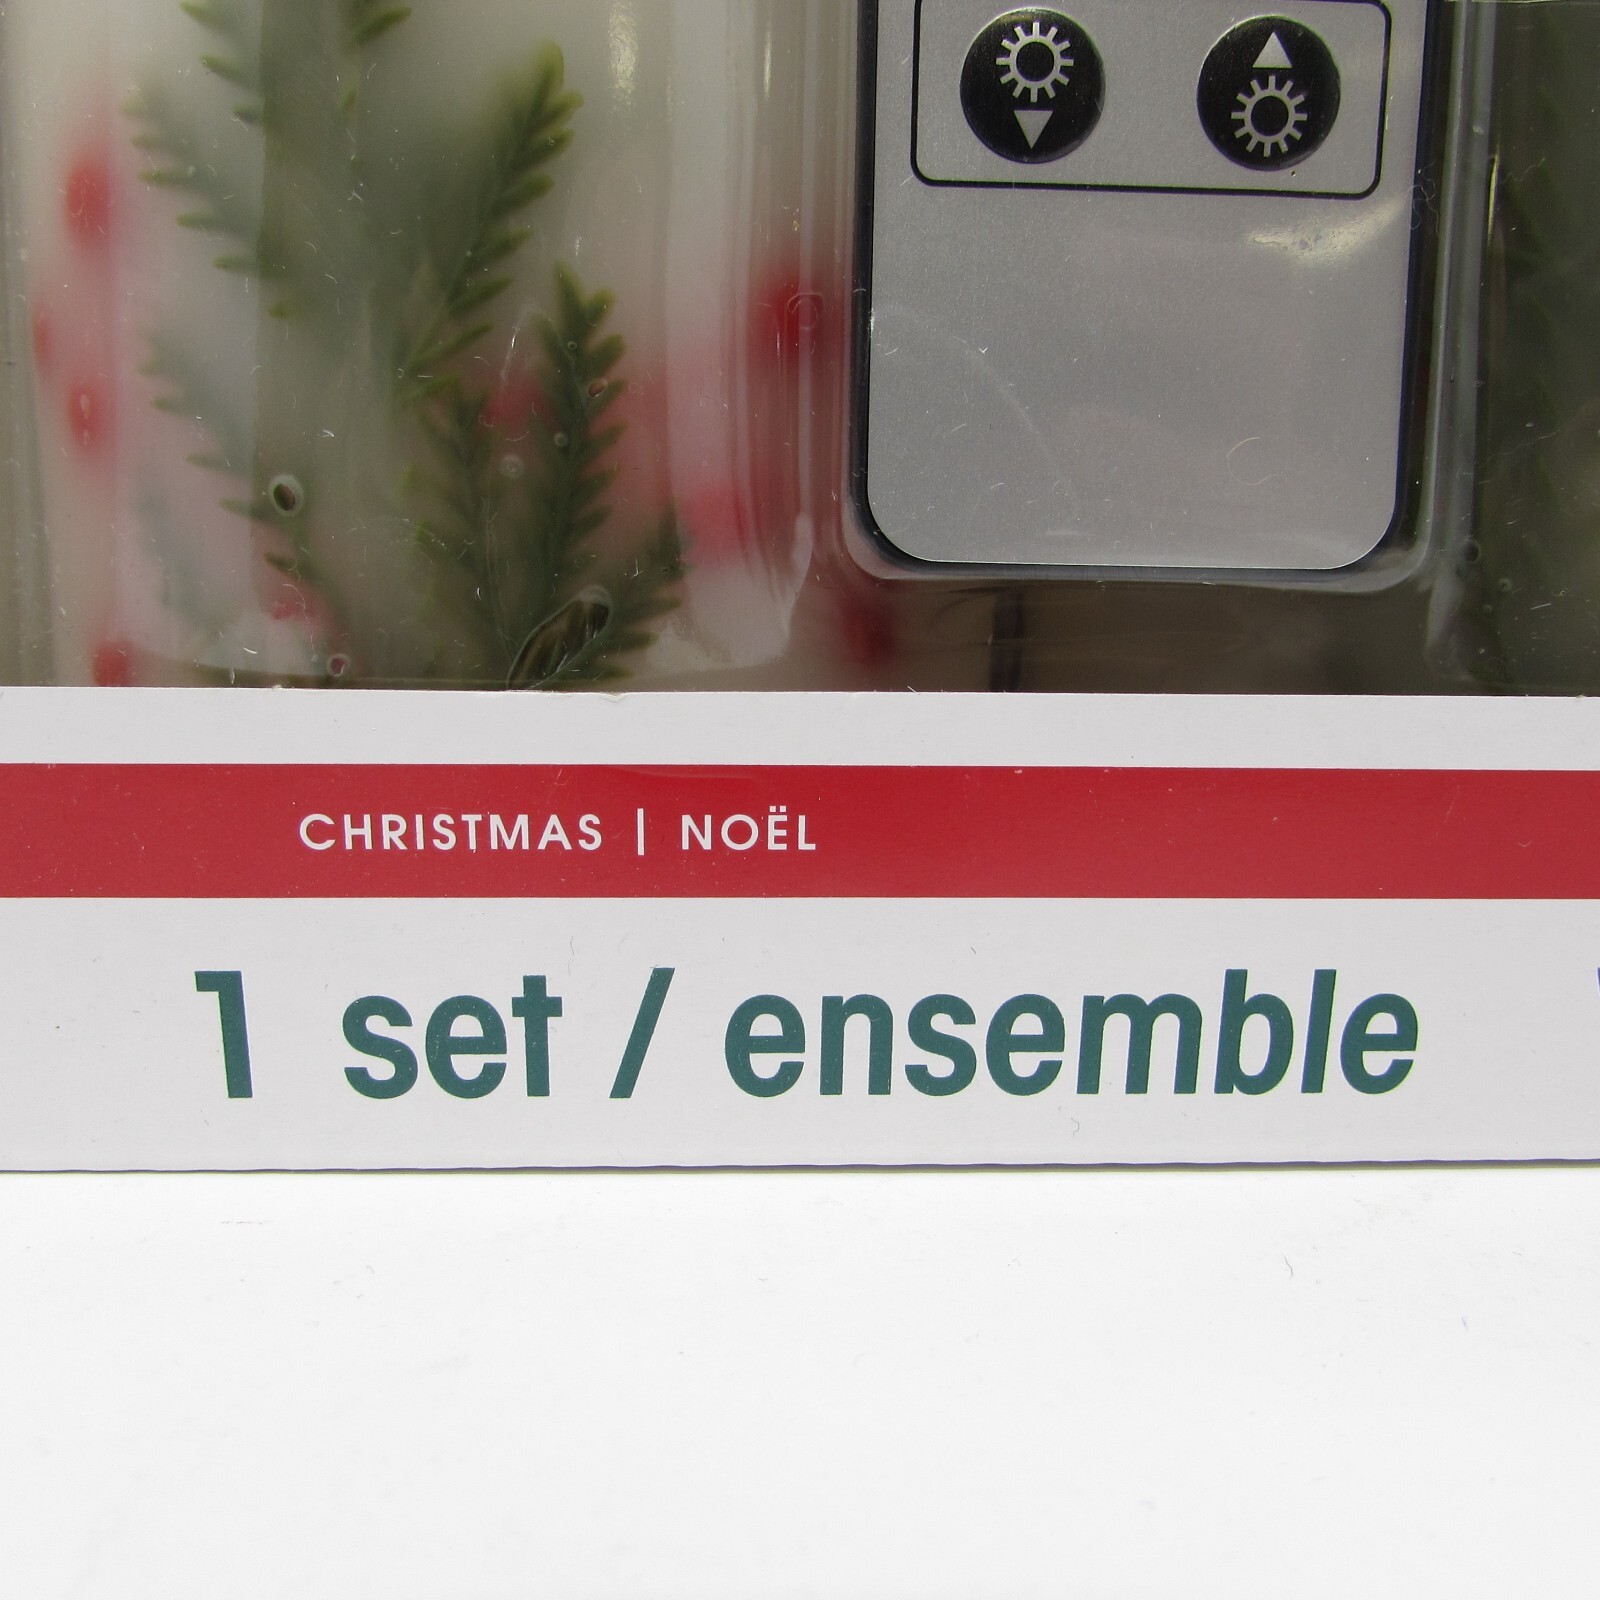 CHRISTMAS | NOËL
1 set / ensemble